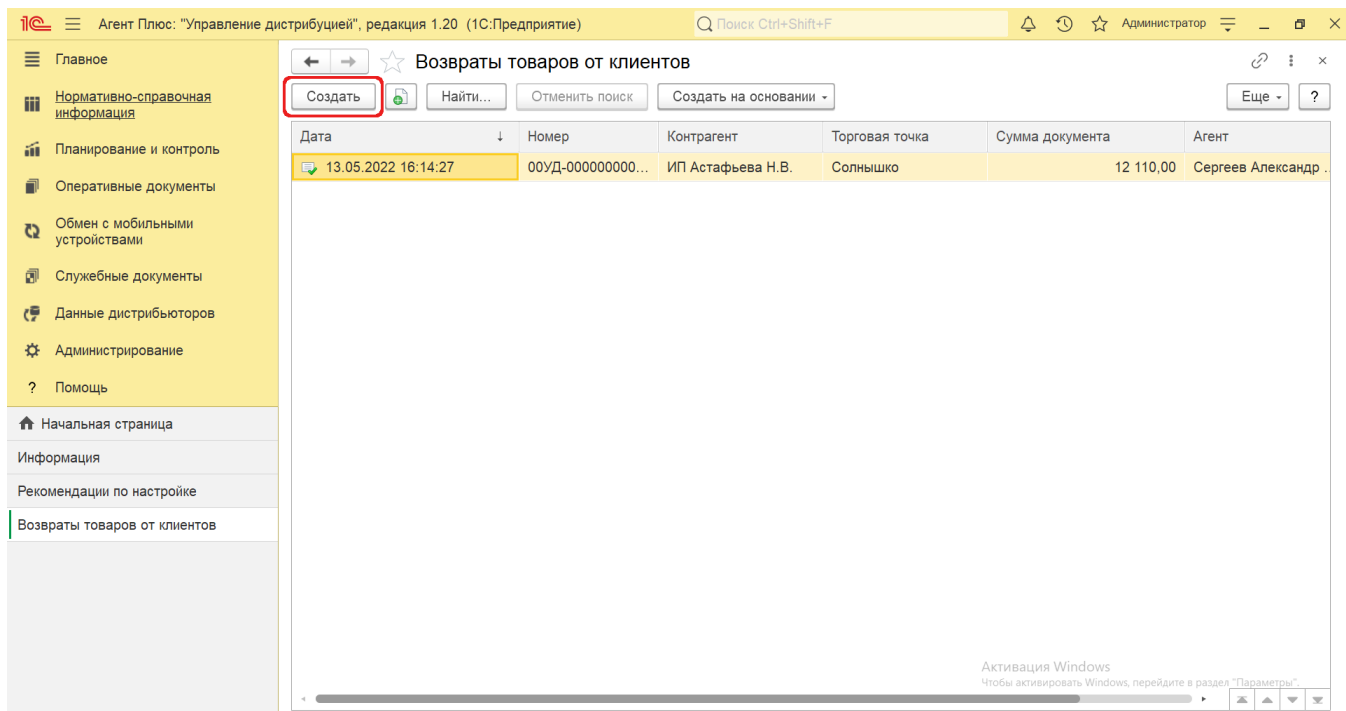 1С Агент Плюс: "Управление дистрибуцией", редакция 1.20 (1С:Предприятие) Поиск Ctrl+Shift+F Администратор
Главное
Нормативно-справочная
информация
Планирование и контроль
Оперативные документы
Обмен с мобильными
устройствами
Служебные документы
Данные дистрибьюторов
Администрирование
? Помощь
Начальная страница
Информация
Рекомендации по настройке
Возвраты товаров от клиентов
Возвраты товаров от клиентов
Создать Найти... Отменить поиск Создать на основании Еще ?
Дата ↓ Номер Контрагент Торговая точка Сумма документа Агент
13.05.2022 16:14:27 00УД-000000000... ИП Астафьева Н.В. Солнышко 12 110,00 Сергеев Александр ..
Активация Windows
Чтобы активировать Windows, перейдите в раздел "Параметры".